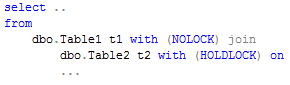 select ..
from
dbo.Table1 t1 with (NOLOCK) join
dbo.Table2 t2 with (HOLDLOCK) on
...